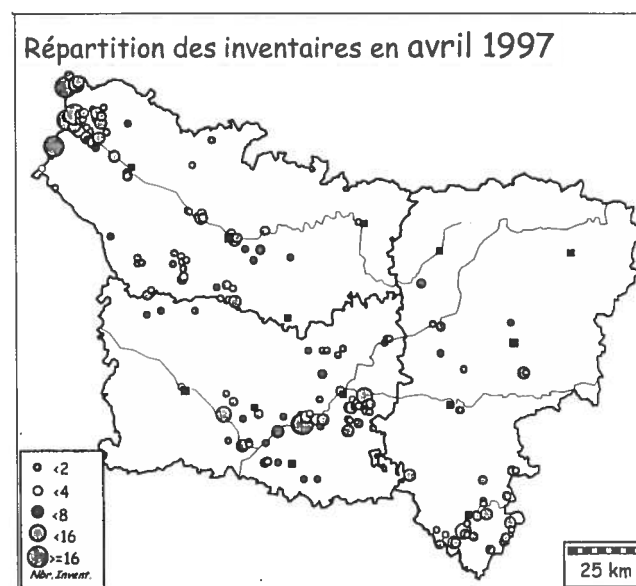 Répartition des inventaires en avril 1997
<2
<4
<8
<16
>=16
Nbr.Invent.
25 km